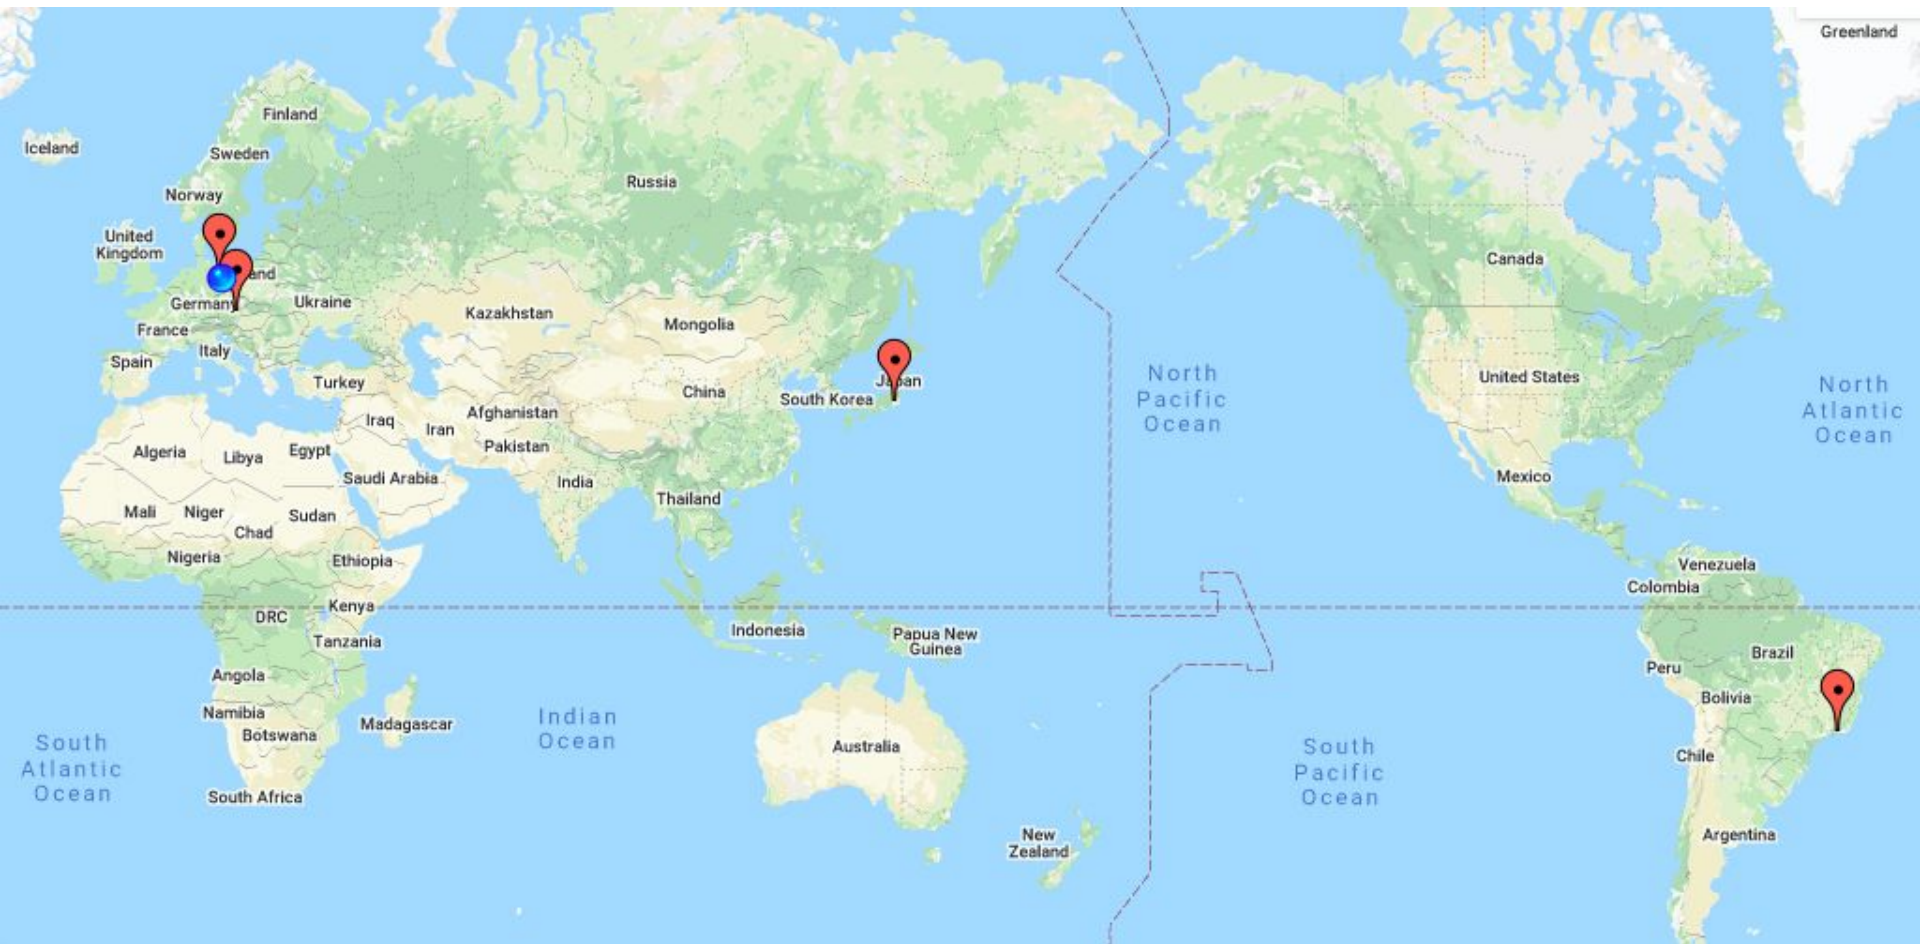 Greenland
Finland
Iceland
Sweden
Russia
Norway
United
Kingdom
Canada
and
Germany
Ukraine
Kazakhstan
Mongolia
France
Italy
Spain
Turkey
China
Japan
South Korea
United States
North
Pacific
Ocean
North
Atlantic
Ocean
Afghanistan
Iraq
Iran
Pakistan
Algeria
Libya
Egypt
Saudi Arabia
India
Thailand
Mexico
Mali
Niger
Sudan
Chad
Nigeria
Ethiopia
Venezuela
Colombia
DRC
Kenya
Tanzania
Indonesia
Papua New
Guinea
Brazil
Peru
Angola
Bolivia
Namibia
Botswana
Madagascar
Indian
Ocean
South
Atlantic
Ocean
Australia
South
Pacific
Ocean
Chile
South Africa
New
Zealand
Argentina